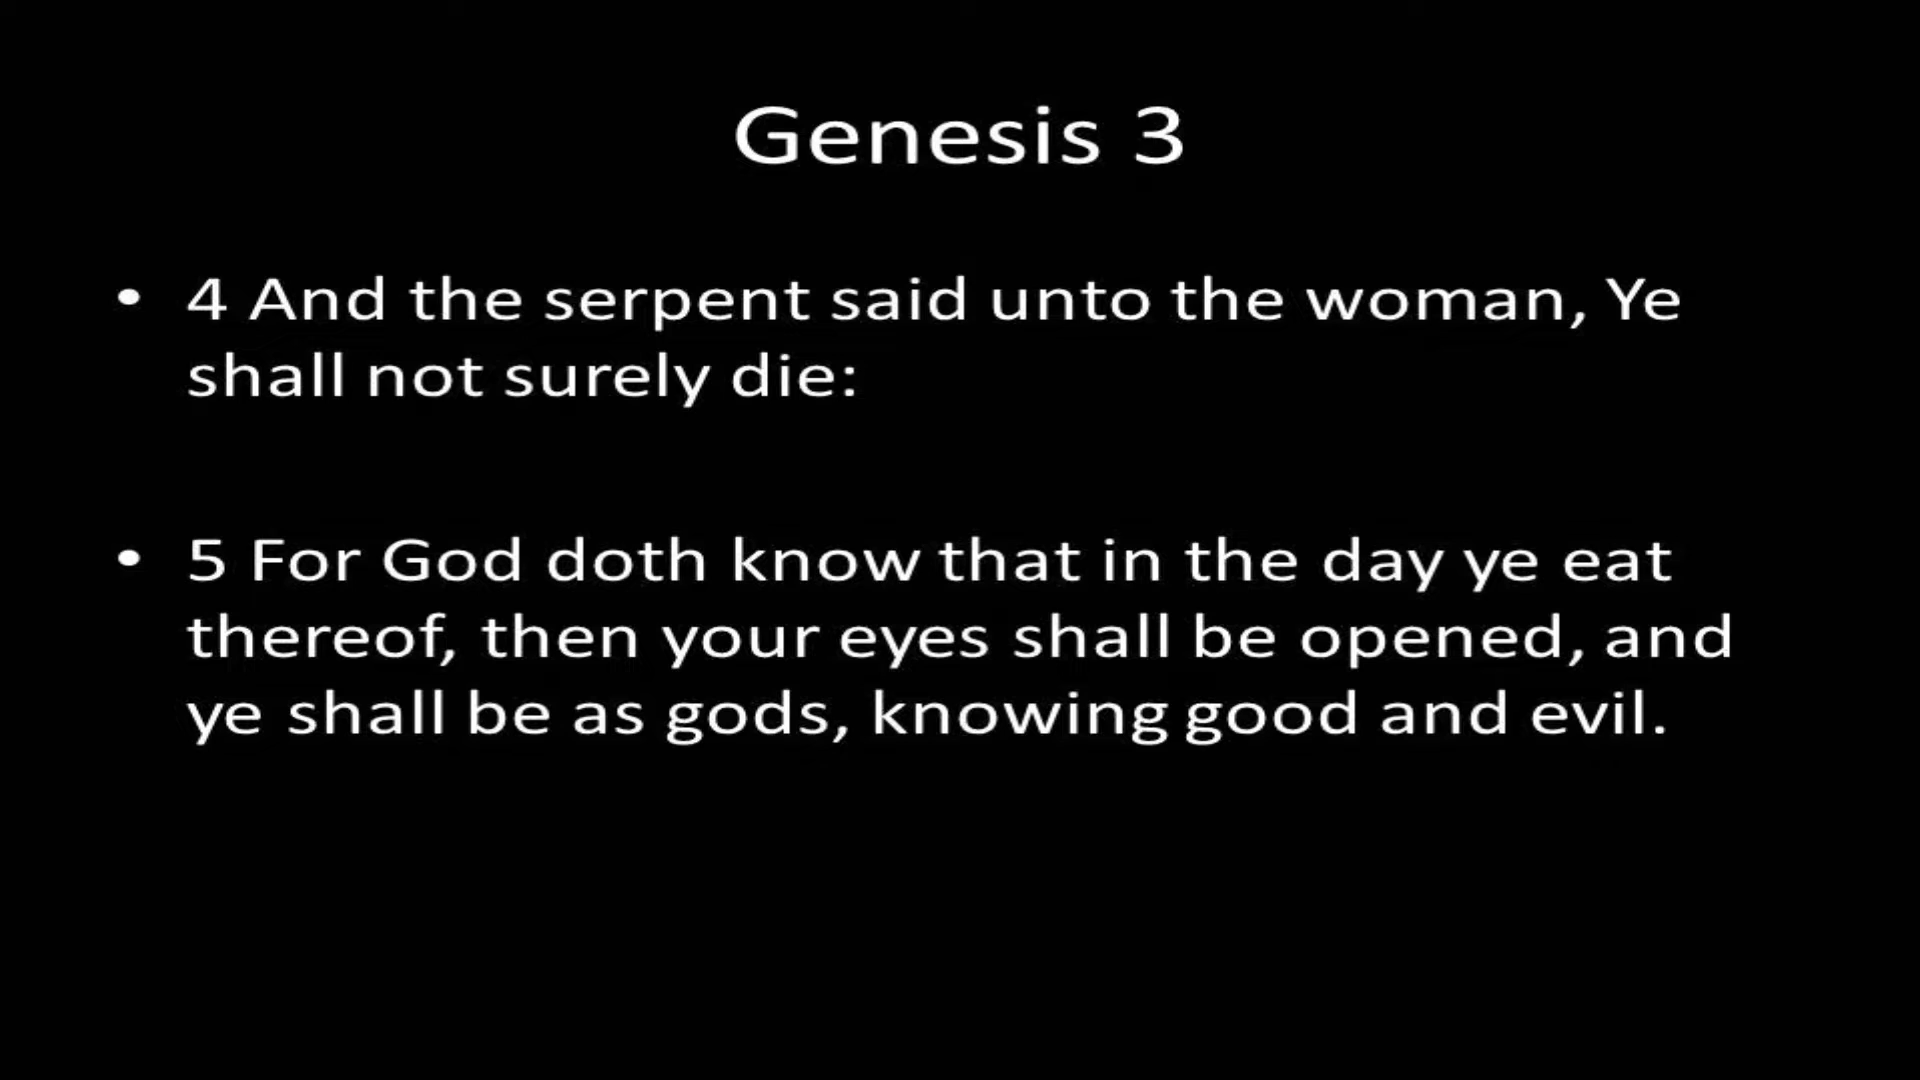 Genesis 3
• 4 And the serpent said unto the woman, Ye
shall not surely die:
• 5 For God doth know that in the day ye eat
thereof, then your eyes shall be opened, and
ye shall be as gods, knowing good and evil.